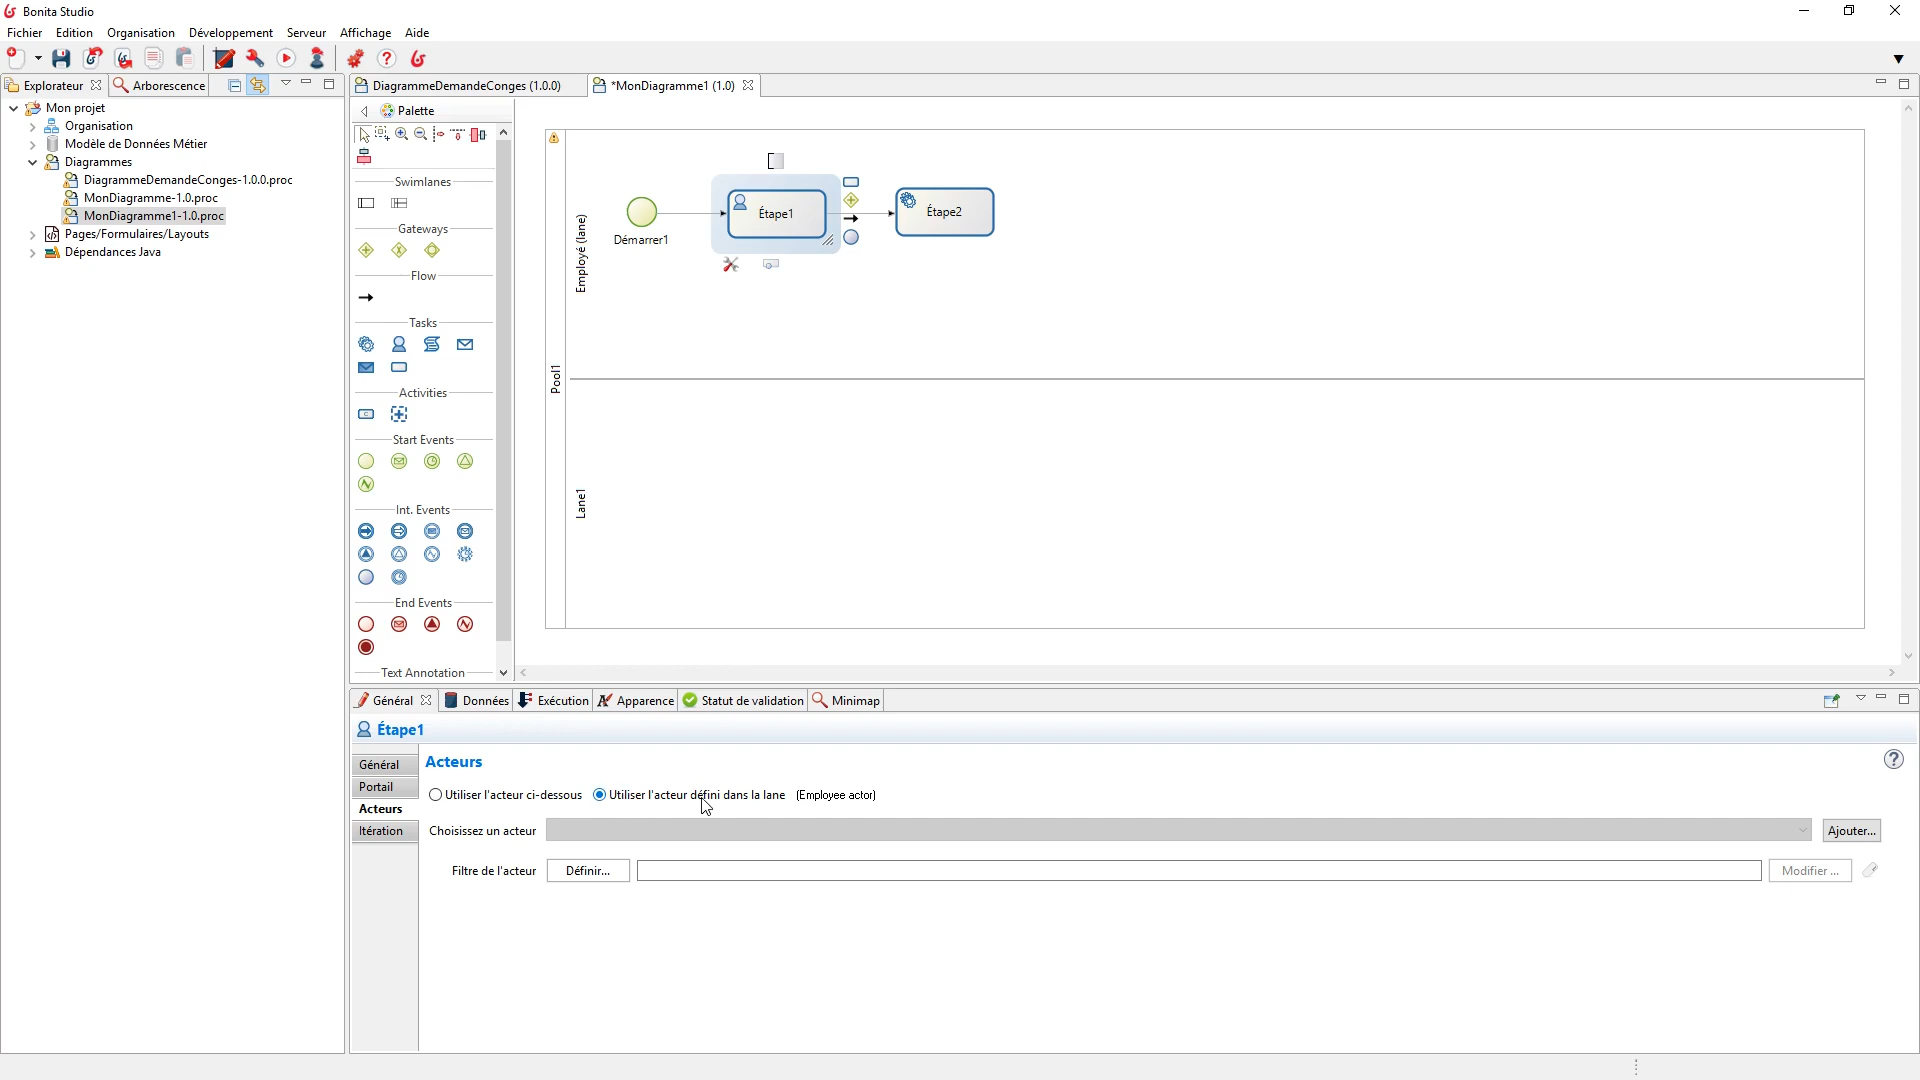 Bonita Studio
Fichier Edition Organisation Développement Serveur Affichage Aide
Explorateur Arborescence
DiagrammeDemandeConges (1.0.0) *MonDiagramme1 (1.0)
Mon projet
Organisation
Modèle de Données Métier
Diagrammes
DiagrammeDemandeConges-1.0.0.proc
MonDiagramme-1.0.proc
MonDiagramme1-1.0.proc
Pages/Formulaires/Layouts
Dépendances Java
Palette
Swimlanes
Gateways
Flow
Tasks
Activities
Start Events
Int. Events
End Events
Text Annotation
Pool1
Employé (lane)
Lane1
Démarrer1
Étape1
Étape2
Général Données Exécution Apparence Statut de validation Minimap
Étape1
Général
Portail
Acteurs
Itération
Acteurs
Utiliser l'acteur ci-dessous Utiliser l'acteur défini dans la lane (Employee actor)
Choisissez un acteur Ajouter...
Filtre de l'acteur Définir... Modifier ...